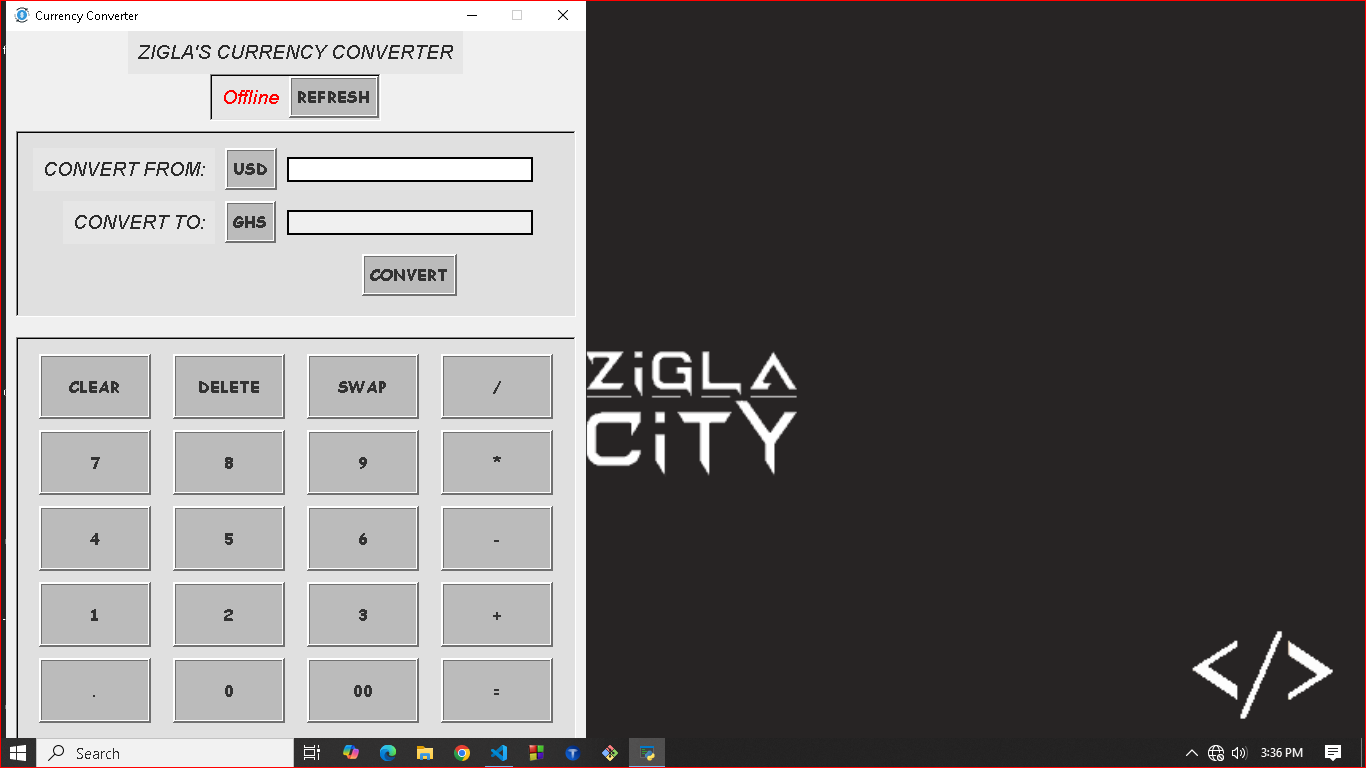 Currency Converter
ZIGLA'S CURRENCY CONVERTER
Offline REFRESH
CONVERT FROM: USD
CONVERT TO: GHS
CONVERT
CLEAR DELETE SWAP /
7 8 9 *
4 5 6 -
1 2 3 +
. 0 00 =
ZiGLA
CiTY
</>
Search
3:36 PM